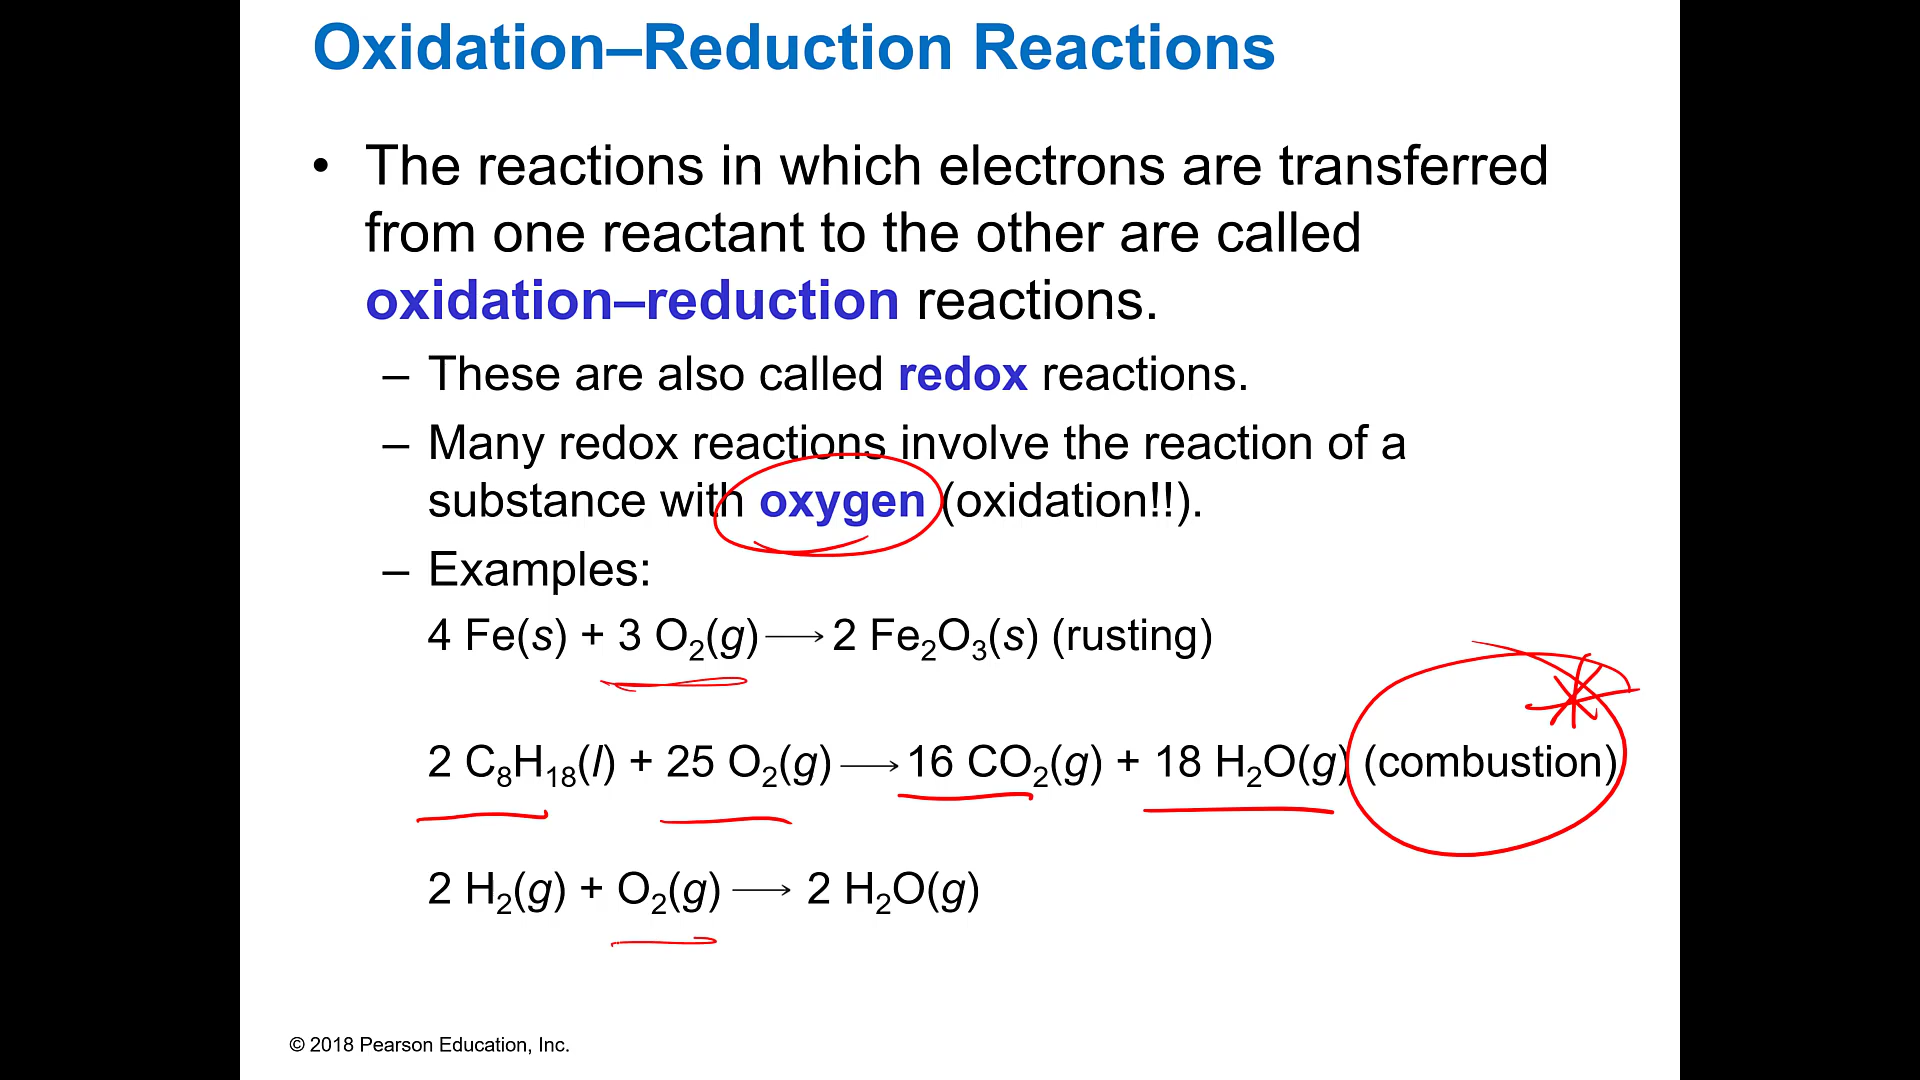 Oxidation–Reduction Reactions
• The reactions in which electrons are transferred
from one reactant to the other are called
oxidation–reduction reactions.
– These are also called redox reactions.
– Many redox reactions involve the reaction of a
substance with oxygen (oxidation!!).
– Examples:
4 Fe(s) + 3 O₂(g) ⟶ 2 Fe₂O₃(s) (rusting)
2 C₈H₁₈(l) + 25 O₂(g) ⟶ 16 CO₂(g) + 18 H₂O(g) (combustion)
2 H₂(g) + O₂(g) ⟶ 2 H₂O(g)
© 2018 Pearson Education, Inc.